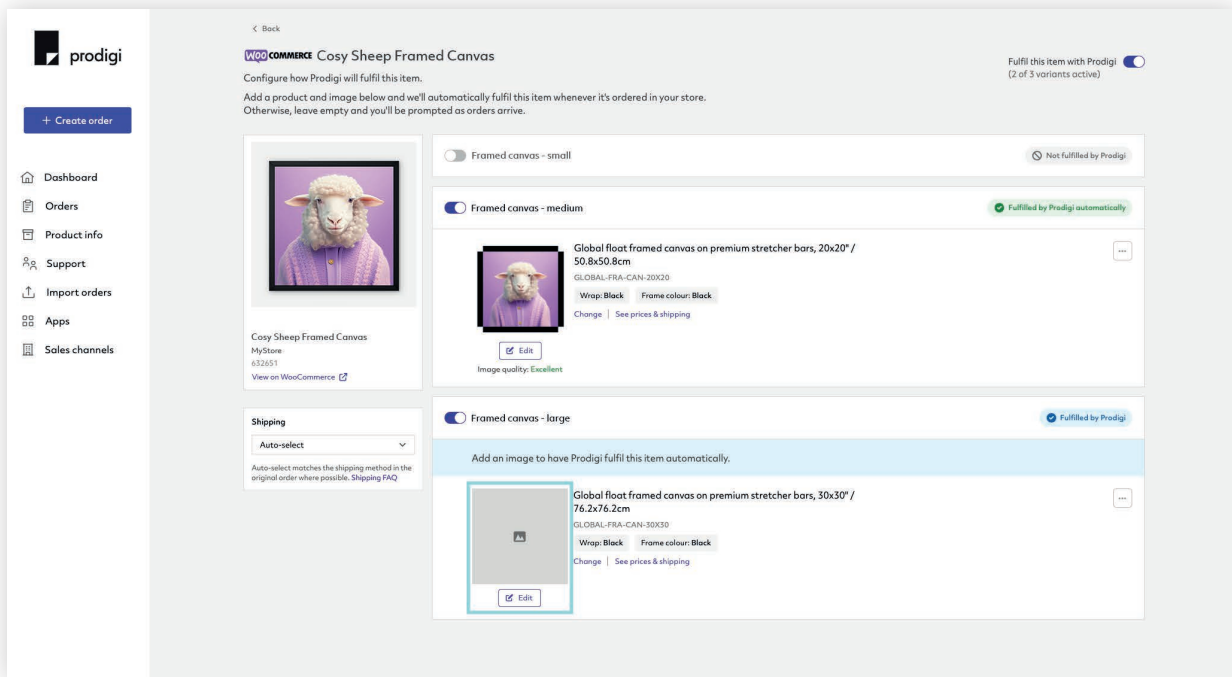 prodigi
+ Create order
Dashboard
Orders
Product info
Support
Import orders
Apps
Sales channels
< Back
WOO COMMERCE Cosy Sheep Framed Canvas
Configure how Prodigi will fulfil this item.
Add a product and image below and we'll automatically fulfil this item whenever it's ordered in your store.
Otherwise, leave empty and you'll be prompted as orders arrive.
Fulfil this item with Prodigi
(2 of 3 variants active)
Cosy Sheep Framed Canvas
MyStore
632651
View on WooCommerce
Shipping
Auto-select
Auto-select matches the shipping method in the
original order where possible. Shipping FAQ
Framed canvas - small
Not fulfilled by Prodigi
Framed canvas - medium
Fulfilled by Prodigi automatically
Global float framed canvas on premium stretcher bars, 20x20" /
50.8x50.8cm
GLOBAL-FRA-CAN-20X20
Wrap: Black Frame colour: Black
Change | See prices & shipping
...
Edit
Image quality: Excellent
Framed canvas - large
Fulfilled by Prodigi
Add an image to have Prodigi fulfil this item automatically.
Global float framed canvas on premium stretcher bars, 30x30" /
76.2x76.2cm
GLOBAL-FRA-CAN-30X30
Wrap: Black Frame colour: Black
Change | See prices & shipping
...
Edit